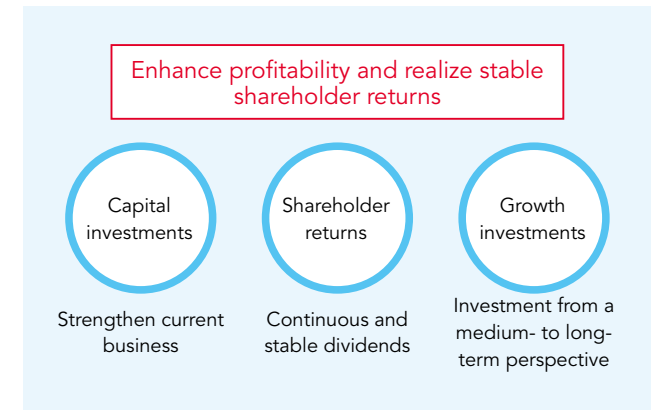 Enhance profitability and realize stable
shareholder returns
Capital
investments
Shareholder
returns
Growth
investments
Strengthen current
business
Continuous and
stable dividends
Investment from a
medium- to long-
term perspective